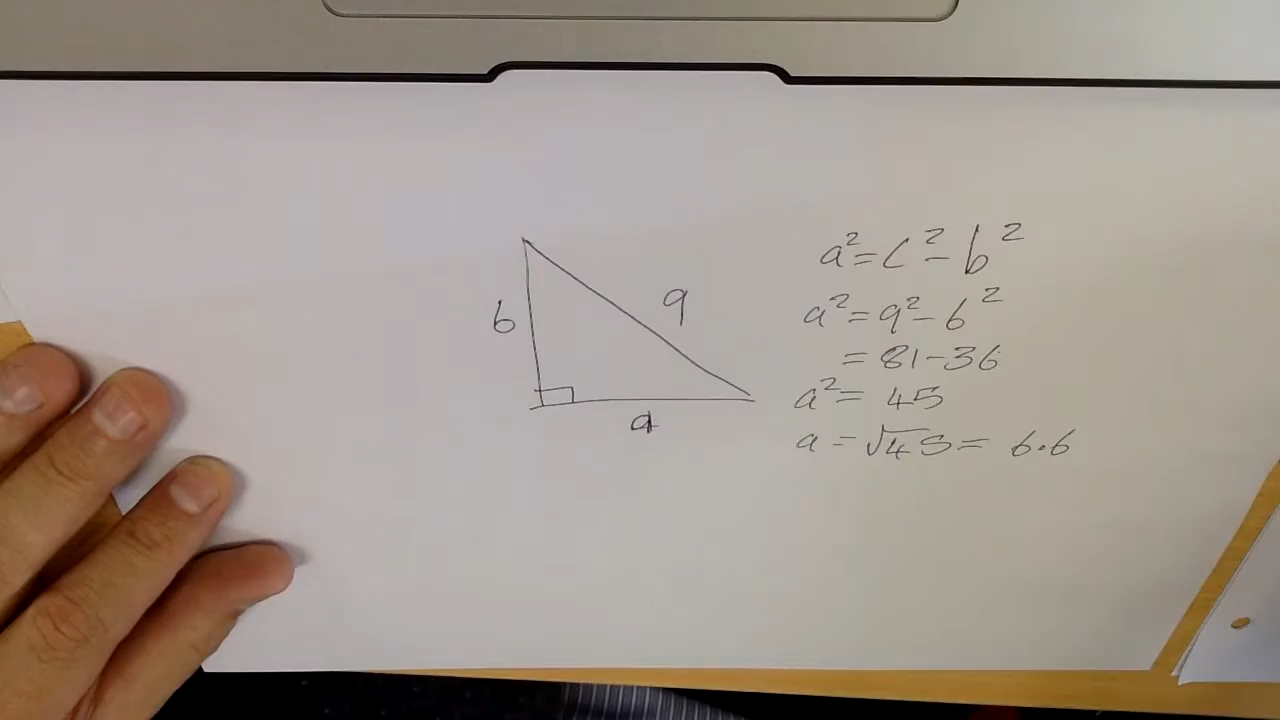 6
9
a
a² = c² - b²
a² = 9² - 6²
= 81 - 36
a² = 45
a = √45 = 6.6